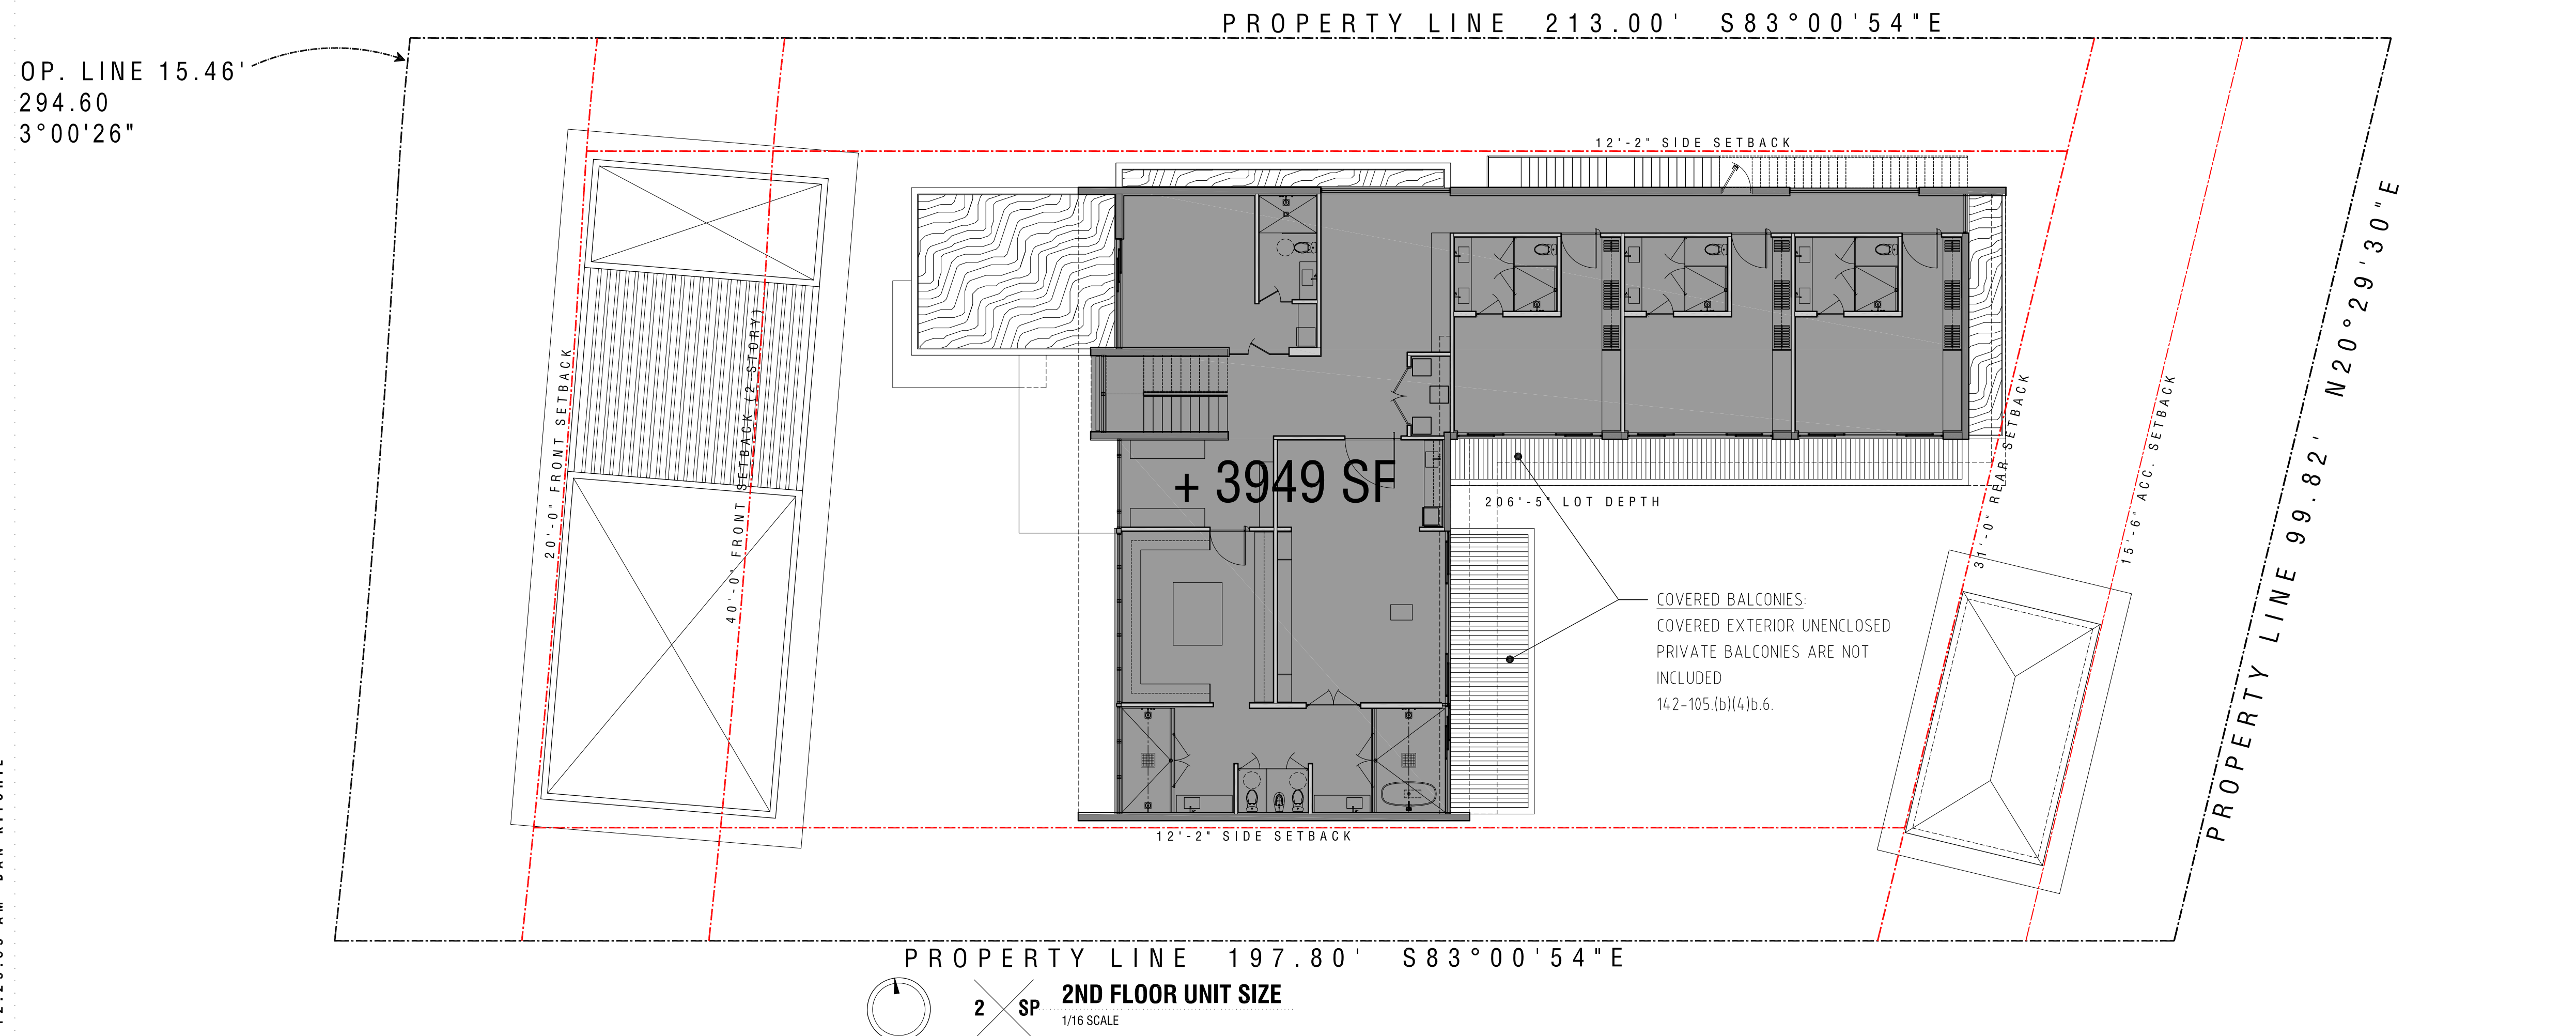 PROPERTY LINE 213.00' S83°00'54"E
OP. LINE 15.46'
294.60
3°00'26"
12'-2" SIDE SETBACK
20'-0" FRONT SETBACK
40'-0" FRONT SETBACK (2-STORY)
+ 3949 SF
206'-5" LOT DEPTH
31'-0" REAR SETBACK
15'-6" ACC. SETBACK
PROPERTY LINE 99.82' N20°29'30"E
COVERED BALCONIES:
COVERED EXTERIOR UNENCLOSED
PRIVATE BALCONIES ARE NOT
INCLUDED
142-105.(b)(4)b.6.
12'-2" SIDE SETBACK
PROPERTY LINE 197.80' S83°00'54"E
2 SP 2ND FLOOR UNIT SIZE
1/16 SCALE